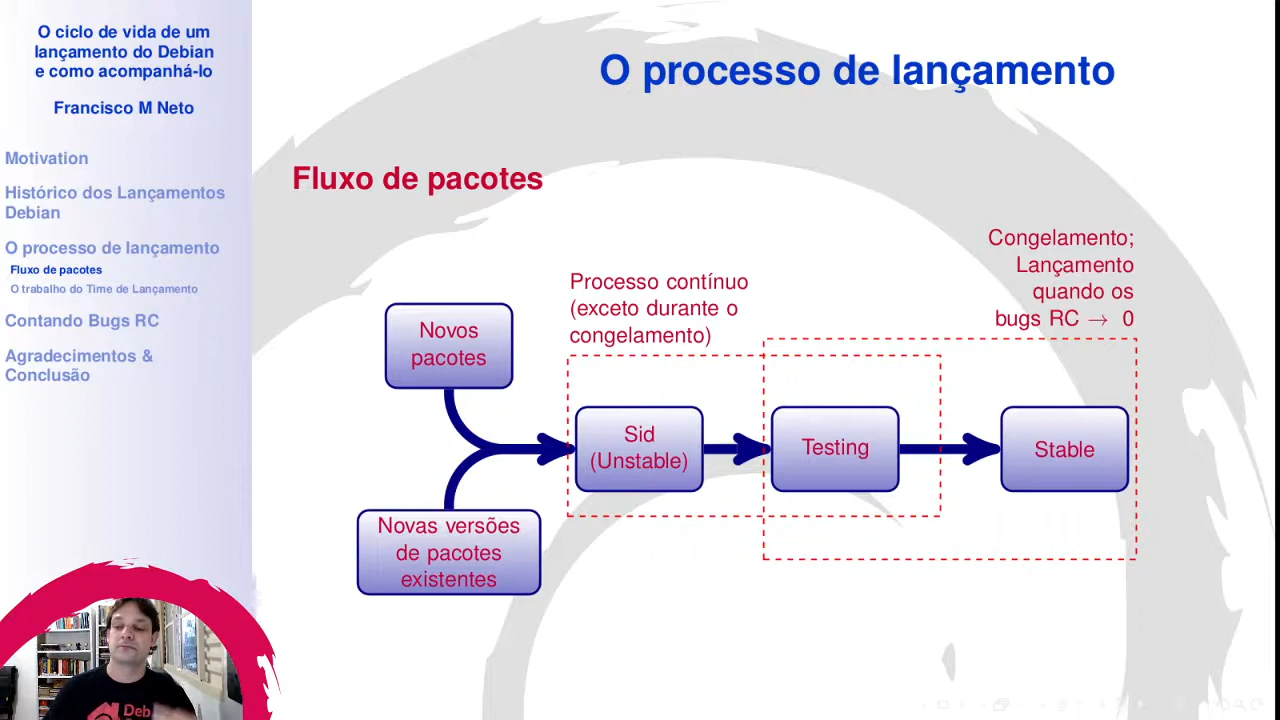 O ciclo de vida de um
lançamento do Debian
e como acompanhá-lo
Francisco M Neto
Motivation
Histórico dos Lançamentos
Debian
O processo de lançamento
Fluxo de pacotes
O trabalho do Time de Lançamento
Contando Bugs RC
Agradecimentos &
Conclusão
O processo de lançamento
Fluxo de pacotes
Congelamento;
Lançamento
quando os
bugs RC → 0
Processo contínuo
(exceto durante o
congelamento)
Novos
pacotes
Sid
(Unstable)
Testing
Stable
Novas versões
de pacotes
existentes
Deb